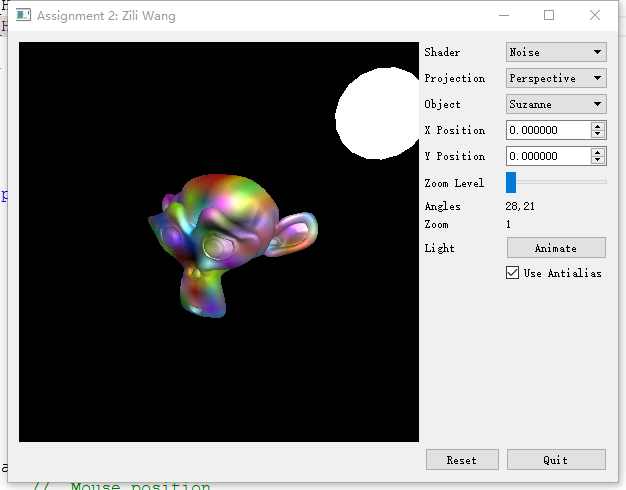 Assignment 2: Zili Wang
Shader Noise
Projection Perspective
Object Suzanne
X Position 0.000000
Y Position 0.000000
Zoom Level
Angles 28,21
Zoom 1
Light Animate
Use Antialias
Reset Quit
// Mouse position